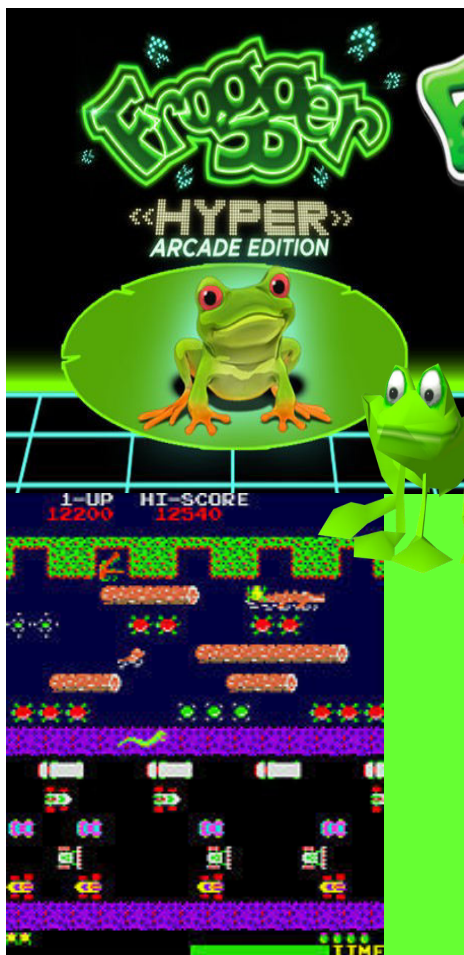 Frogger
HYPER
ARCADE EDITION
1-UP HI-SCORE
12200 12540
TIME